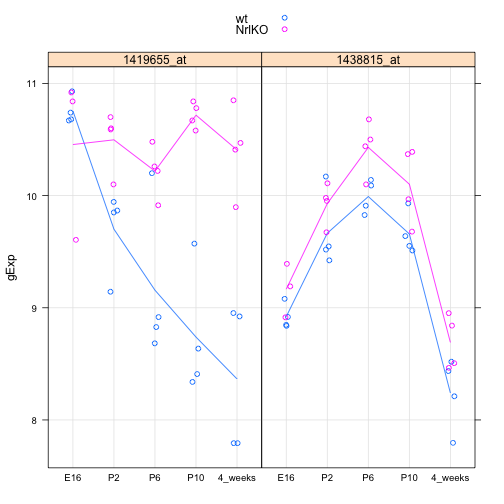 wt
NrlKO
1419655_at 1438815_at
11
10
9
8
gExp
E16 P2 P6 P10 4_weeks E16 P2 P6 P10 4_weeks